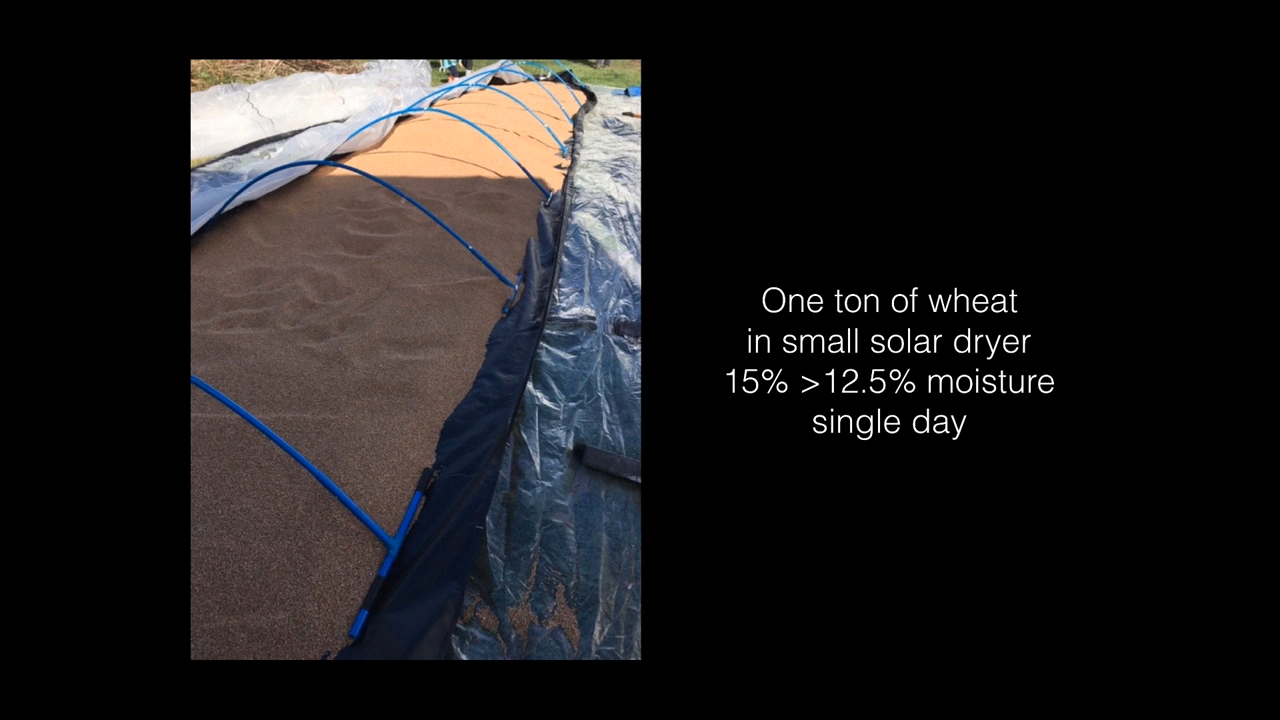 One ton of wheat
in small solar dryer
15% >12.5% moisture
single day